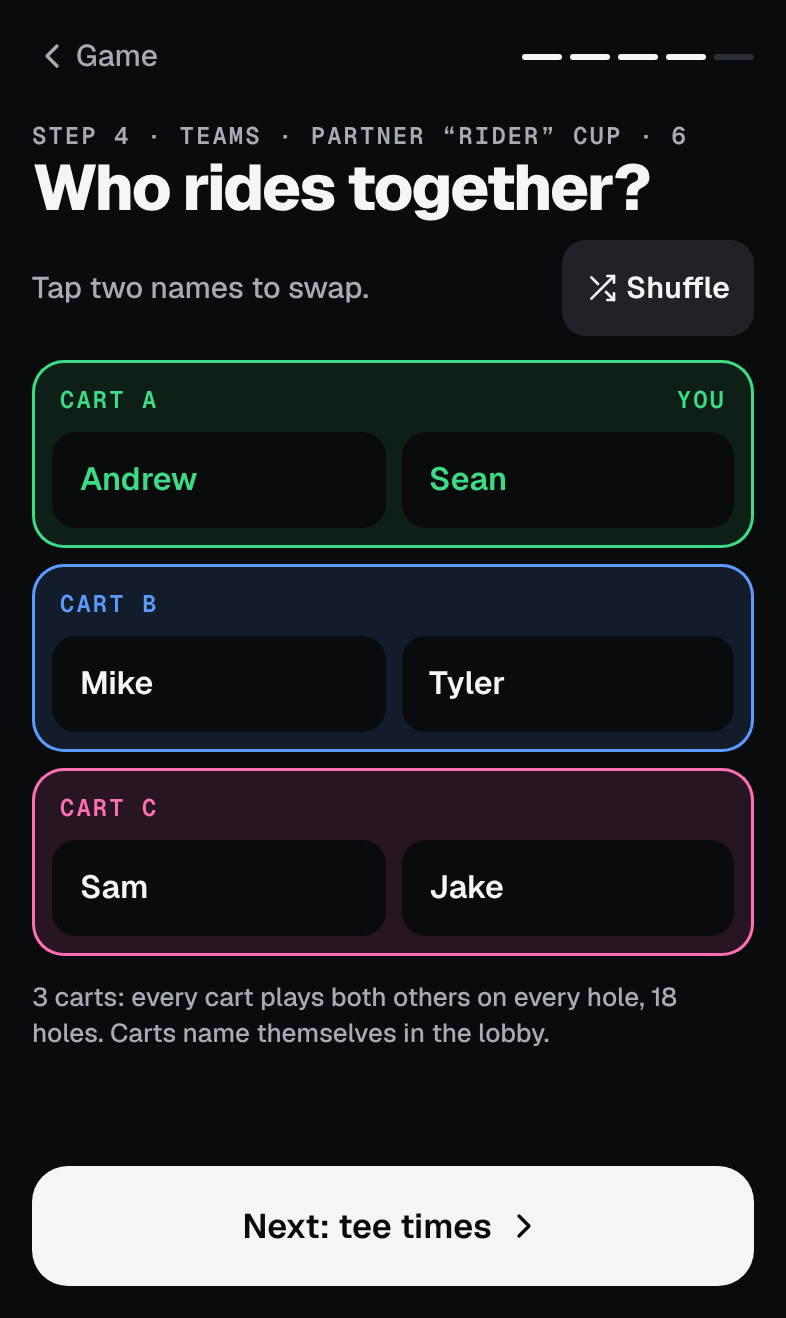 Game
STEP 4 · TEAMS · PARTNER “RIDER” CUP · 6
Who rides together?
Tap two names to swap.
Shuffle
CART A
YOU
Andrew
Sean
CART B
Mike
Tyler
CART C
Sam
Jake
3 carts: every cart plays both others on every hole, 18
holes. Carts name themselves in the lobby.
Next: tee times